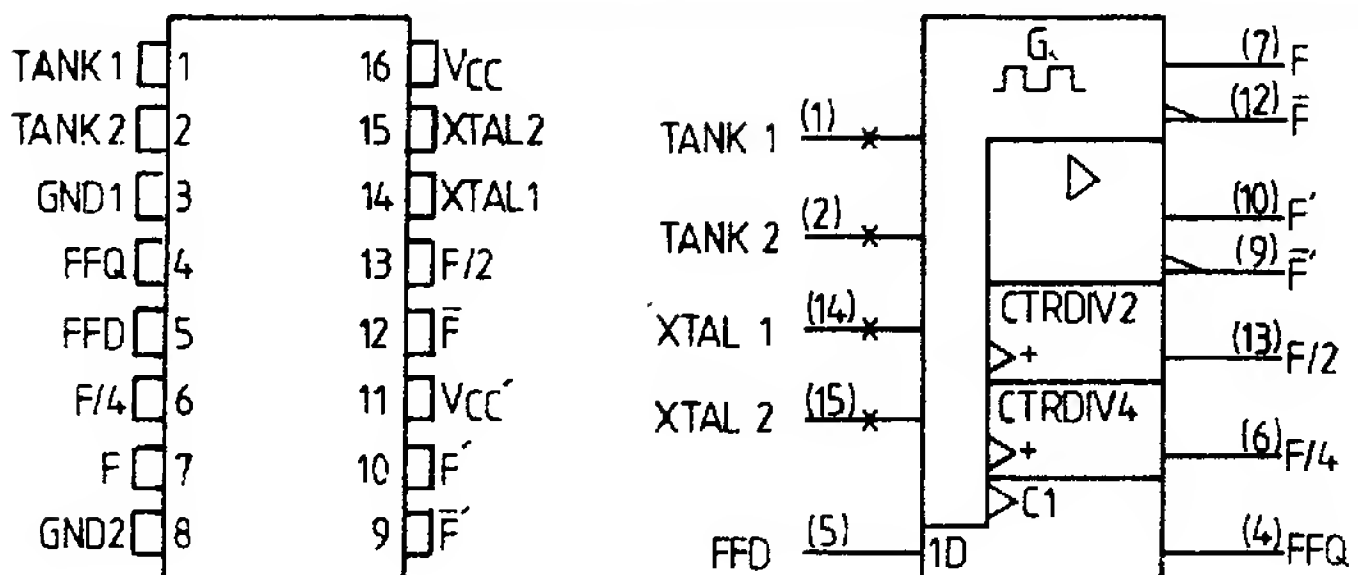 TANK 1 1 16 VCC
TANK 2 2 15 XTAL2
GND1 3 14 XTAL1
FFQ 4 13 F/2
FFD 5 12 F̄
F/4 6 11 VCC′
F 7 10 F′
GND2 8 9 F̄′
G
(7) F
(12) F̄
TANK 1 (1)
(10) F′
TANK 2 (2)
(9) F̄′
CTRDIV2
XTAL 1 (14)
+
(13) F/2
CTRDIV4
XTAL 2 (15)
+
(6) F/4
C1
FFD (5) 1D
(4) FFQ